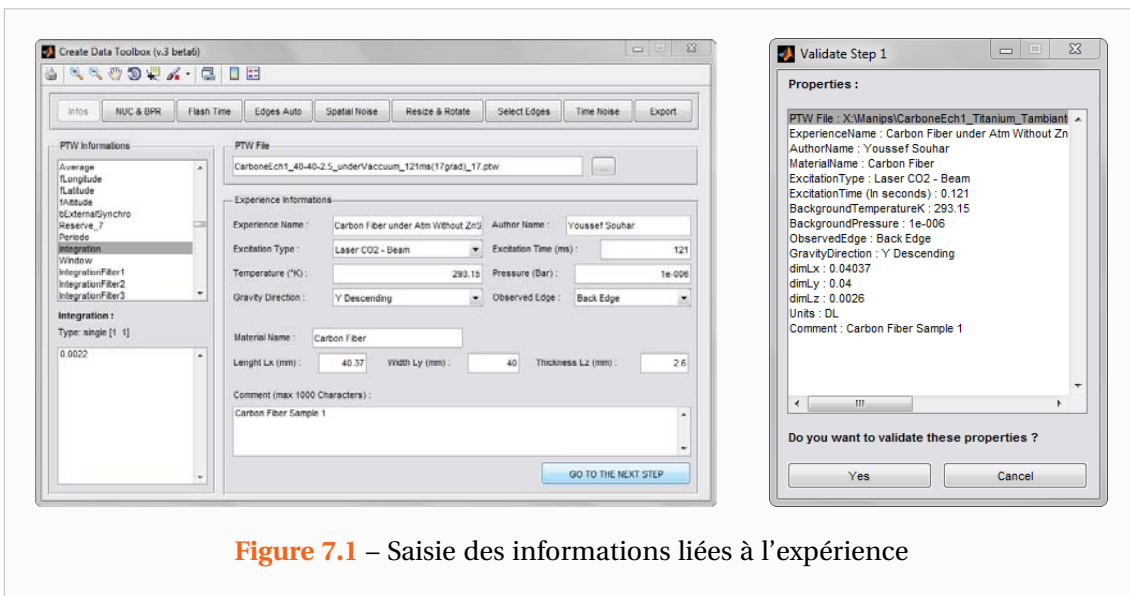 Create Data Toolbox (v.3 beta6)
Infos NUC & BPR Flash Time Edges Auto Spatial Noise Resize & Rotate Select Edges Time Noise Export
PTW Informations
Average
fLongitude
fLatitude
fAltitude
bExternalSynchro
Reserve_7
Periode
Integration
Window
IntegrationFilter1
IntegrationFilter2
IntegrationFilter3
Integration :
Type: single [1 1]
0.0022
PTW File
CarboneEch1_40-40-2.5_underVaccuum_121ms(17grad)_17.ptw
...
Experience Informations
Experience Name : Carbon Fiber under Atm Without ZnS Author Name : Youssef Souhar
Excitation Type : Laser CO2 - Beam Excitation Time (ms) : 121
Temperature (°K) : 293.15 Pressure (Bar) : 1e-006
Gravity Direction : Y Descending Observed Edge : Back Edge
Material Name : Carbon Fiber
Lenght Lx (mm) : 40.37 Width Ly (mm) : 40 Thickness Lz (mm) : 2.6
Comment (max 1000 Characters) :
Carbon Fiber Sample 1
GO TO THE NEXT STEP
Validate Step 1
Properties :
PTW File : X:\Manips\CarboneEch1_Titanium_Tambiant
ExperienceName : Carbon Fiber under Atm Without Zn
AuthorName : Youssef Souhar
MaterialName : Carbon Fiber
ExcitationType : Laser CO2 - Beam
ExcitationTime (In seconds) : 0.121
BackgroundTemperatureK : 293.15
BackgroundPressure : 1e-006
ObservedEdge : Back Edge
GravityDirection : Y Descending
dimLx : 0.04037
dimLy : 0.04
dimLz : 0.0026
Units : DL
Comment : Carbon Fiber Sample 1
Do you want to validate these properties ?
Yes Cancel
Figure 7.1 – Saisie des informations liées à l'expérience